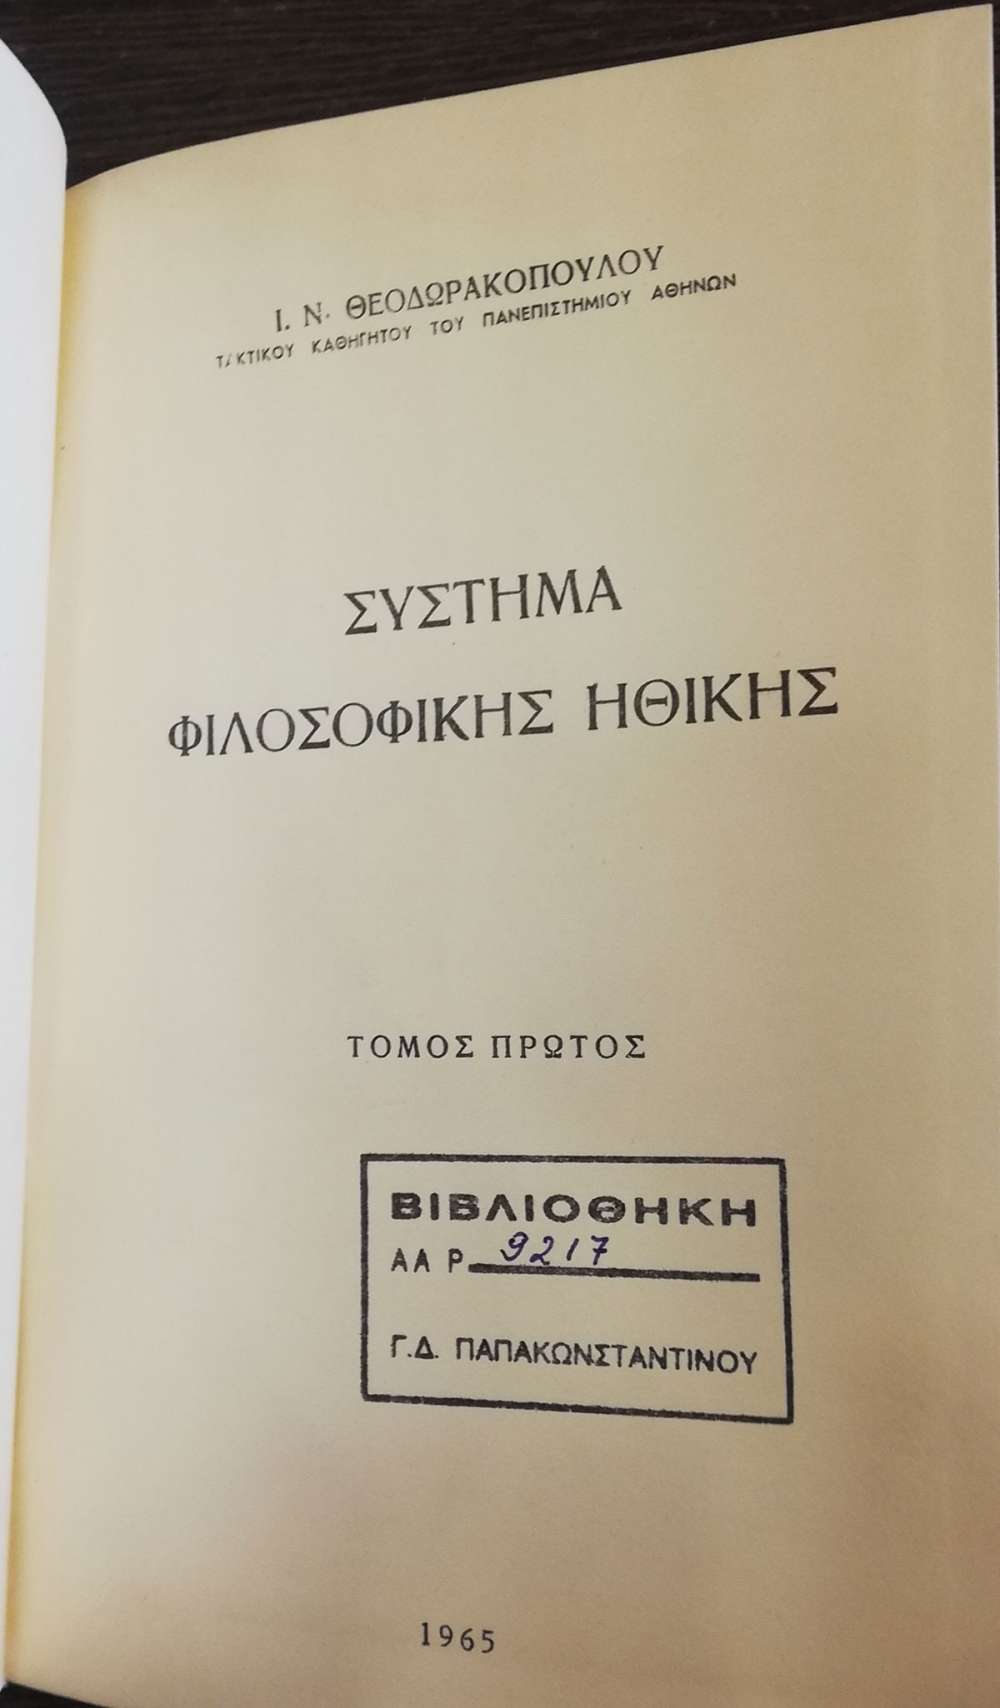 Ι. Ν. ΘΕΟΔΩΡΑΚΟΠΟΥΛΟΥ
ΤΑΚΤΙΚΟΥ ΚΑΘΗΓΗΤΟΥ ΤΟΥ ΠΑΝΕΠΙΣΤΗΜΙΟΥ ΑΘΗΝΩΝ
ΣΥΣΤΗΜΑ
ΦΙΛΟΣΟΦΙΚΗΣ ΗΘΙΚΗΣ
ΤΟΜΟΣ ΠΡΩΤΟΣ
ΒΙΒΛΙΟΘΗΚΗ
ΑΑ Ρ 9217
Γ.Δ. ΠΑΠΑΚΩΝΣΤΑΝΤΙΝΟΥ
1965